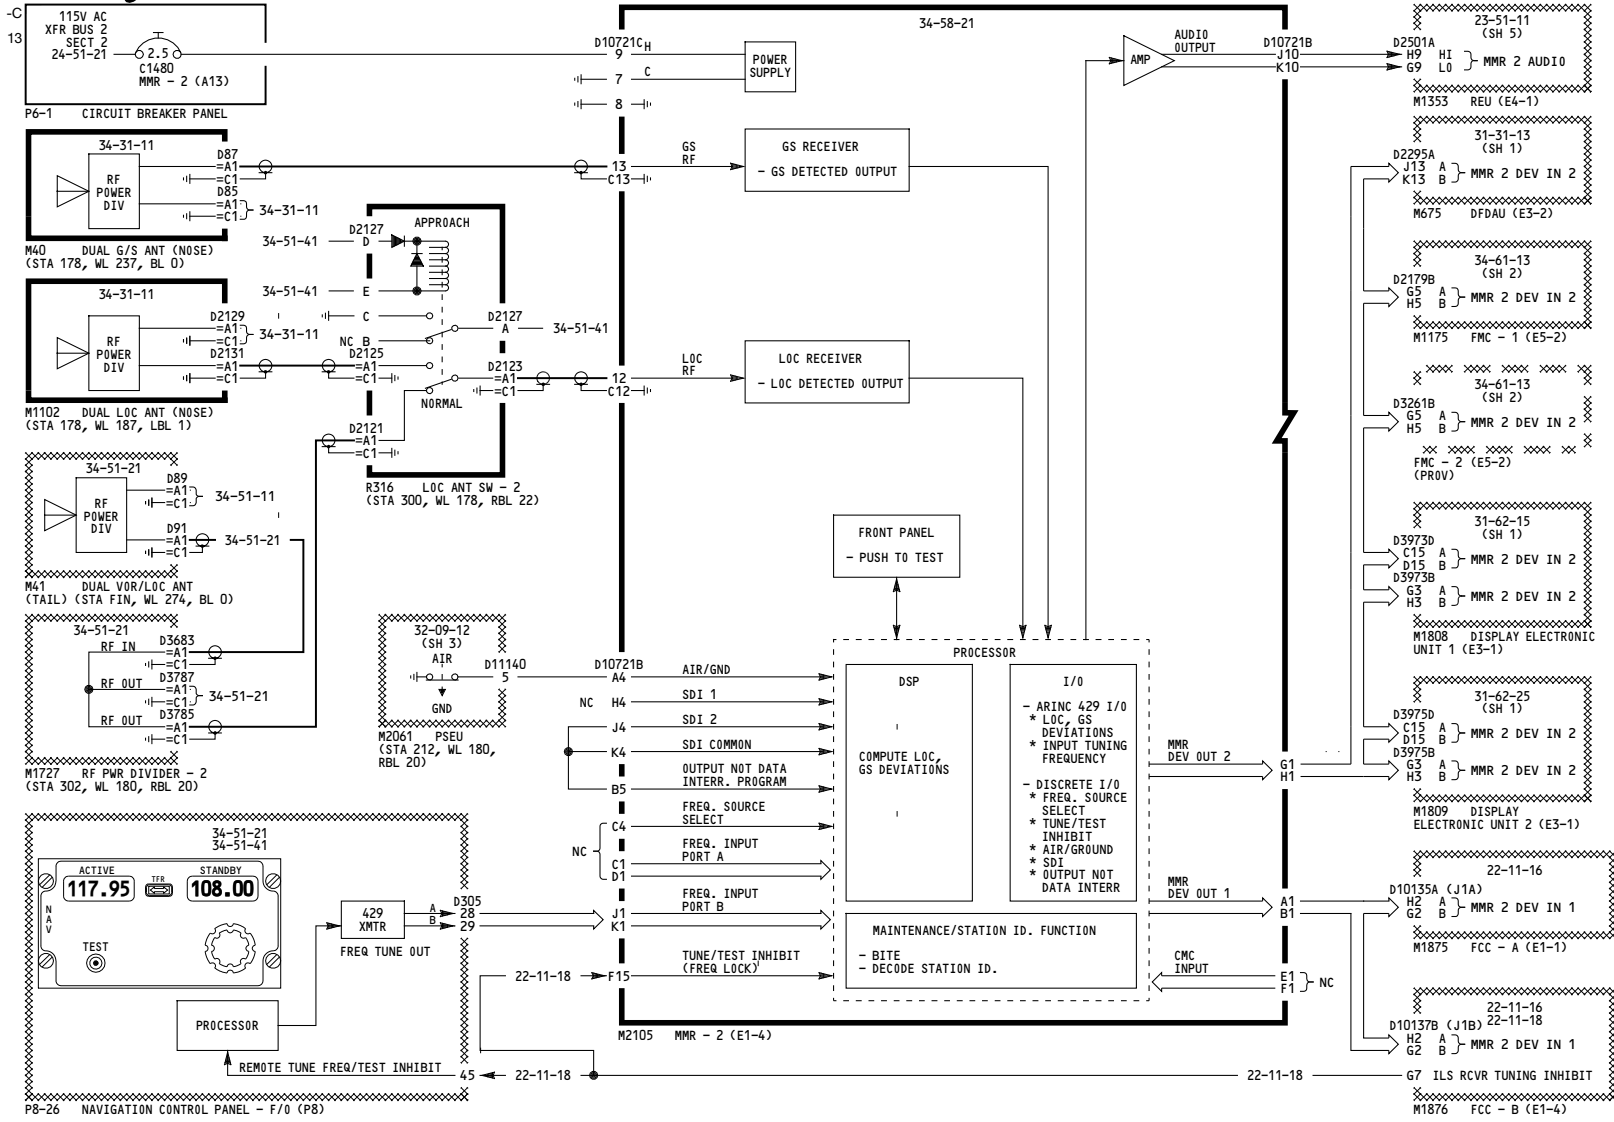 -C
13
115V AC
XFR BUS 2
SECT 2
24-51-21
2.5
C1480
MMR - 2 (A13)
P6-1 CIRCUIT BREAKER PANEL
34-31-11
RF
POWER
DIV
D87
=A1
=C1
D85
=A1
=C1
34-31-11
M40 DUAL G/S ANT (NOSE)
(STA 178, WL 237, BL 0)
34-31-11
RF
POWER
DIV
D2129
=A1
=C1
34-31-11
D2131
=A1
=C1
M1102 DUAL LOC ANT (NOSE)
(STA 178, WL 187, LBL 1)
34-51-21
RF
POWER
DIV
D89
=A1
=C1
34-51-11
D91
=A1
=C1
34-51-21
M41 DUAL VOR/LOC ANT
(TAIL) (STA FIN, WL 274, BL 0)
34-51-21
RF IN
D3683
=A1
=C1
RF OUT
D3787
=A1
=C1
34-51-21
RF OUT
D3785
=A1
=C1
M1727 RF PWR DIVIDER - 2
(STA 302, WL 180, RBL 20)
APPROACH
34-51-41
D2127
D
34-51-41
E
C
NC B
D2127
A
34-51-41
D2125
=A1
=C1
NORMAL
D2123
=A1
=C1
D2121
=A1
=C1
R316 LOC ANT SW - 2
(STA 300, WL 178, RBL 22)
32-09-12
(SH 3)
AIR
GND
D11140
5
M2061 PSEU
(STA 212, WL 180,
RBL 20)
34-51-21
34-51-41
ACTIVE
117.95
TFR
STANDBY
108.00
N
A
V
TEST
429
XMTR
FREQ TUNE OUT
A
B
D305
28
29
PROCESSOR
REMOTE TUNE FREQ/TEST INHIBIT
45
22-11-18
22-11-18
P8-26 NAVIGATION CONTROL PANEL - F/O (P8)
34-58-21
D10721C
9 H
7 C
8
POWER
SUPPLY
13
C13
GS
RF
GS RECEIVER
- GS DETECTED OUTPUT
12
C12
LOC
RF
LOC RECEIVER
- LOC DETECTED OUTPUT
AMP
AUDIO
OUTPUT
D10721B
J10
K10
FRONT PANEL
- PUSH TO TEST
D10721B
A4 AIR/GND
NC H4 SDI 1
J4 SDI 2
K4 SDI COMMON
OUTPUT NOT DATA
INTERR. PROGRAM
B5
FREQ. SOURCE
SELECT
C4
NC
FREQ. INPUT
PORT A
C1
D1
FREQ. INPUT
PORT B
J1
K1
TUNE/TEST INHIBIT
(FREQ LOCK)
F15
PROCESSOR
DSP
COMPUTE LOC,
GS DEVIATIONS
I/O
- ARINC 429 I/O
* LOC, GS
DEVIATIONS
* INPUT TUNING
FREQUENCY
- DISCRETE I/O
* FREQ. SOURCE
SELECT
* TUNE/TEST
INHIBIT
* AIR/GROUND
* SDI
* OUTPUT NOT
DATA INTERR
MAINTENANCE/STATION ID. FUNCTION
- BITE
- DECODE STATION ID.
MMR
DEV OUT 2
G1
H1
MMR
DEV OUT 1
A1
B1
CMC
INPUT
E1
F1
NC
M2105 MMR - 2 (E1-4)
22-11-18
23-51-11
(SH 5)
D2501A
H9 HI
G9 LO
MMR 2 AUDIO
M1353 REU (E4-1)
31-31-13
(SH 1)
D2295A
J13 A
K13 B
MMR 2 DEV IN 2
M675 DFDAU (E3-2)
34-61-13
(SH 2)
D2179B
G5 A
H5 B
MMR 2 DEV IN 2
M1175 FMC - 1 (E5-2)
34-61-13
(SH 2)
D3261B
G5 A
H5 B
MMR 2 DEV IN 2
FMC - 2 (E5-2)
(PROV)
31-62-15
(SH 1)
D3973D
C15 A
D15 B
MMR 2 DEV IN 2
D3973B
G3 A
H3 B
MMR 2 DEV IN 2
M1808 DISPLAY ELECTRONIC
UNIT 1 (E3-1)
31-62-25
(SH 1)
D3975D
C15 A
D15 B
MMR 2 DEV IN 2
D3975B
G3 A
H3 B
MMR 2 DEV IN 2
M1809 DISPLAY
ELECTRONIC UNIT 2 (E3-1)
22-11-16
D10135A (J1A)
H2 A
G2 B
MMR 2 DEV IN 1
M1875 FCC - A (E1-1)
22-11-16
22-11-18
D10137B (J1B)
H2 A
G2 B
MMR 2 DEV IN 1
G7 ILS RCVR TUNING INHIBIT
M1876 FCC - B (E1-4)